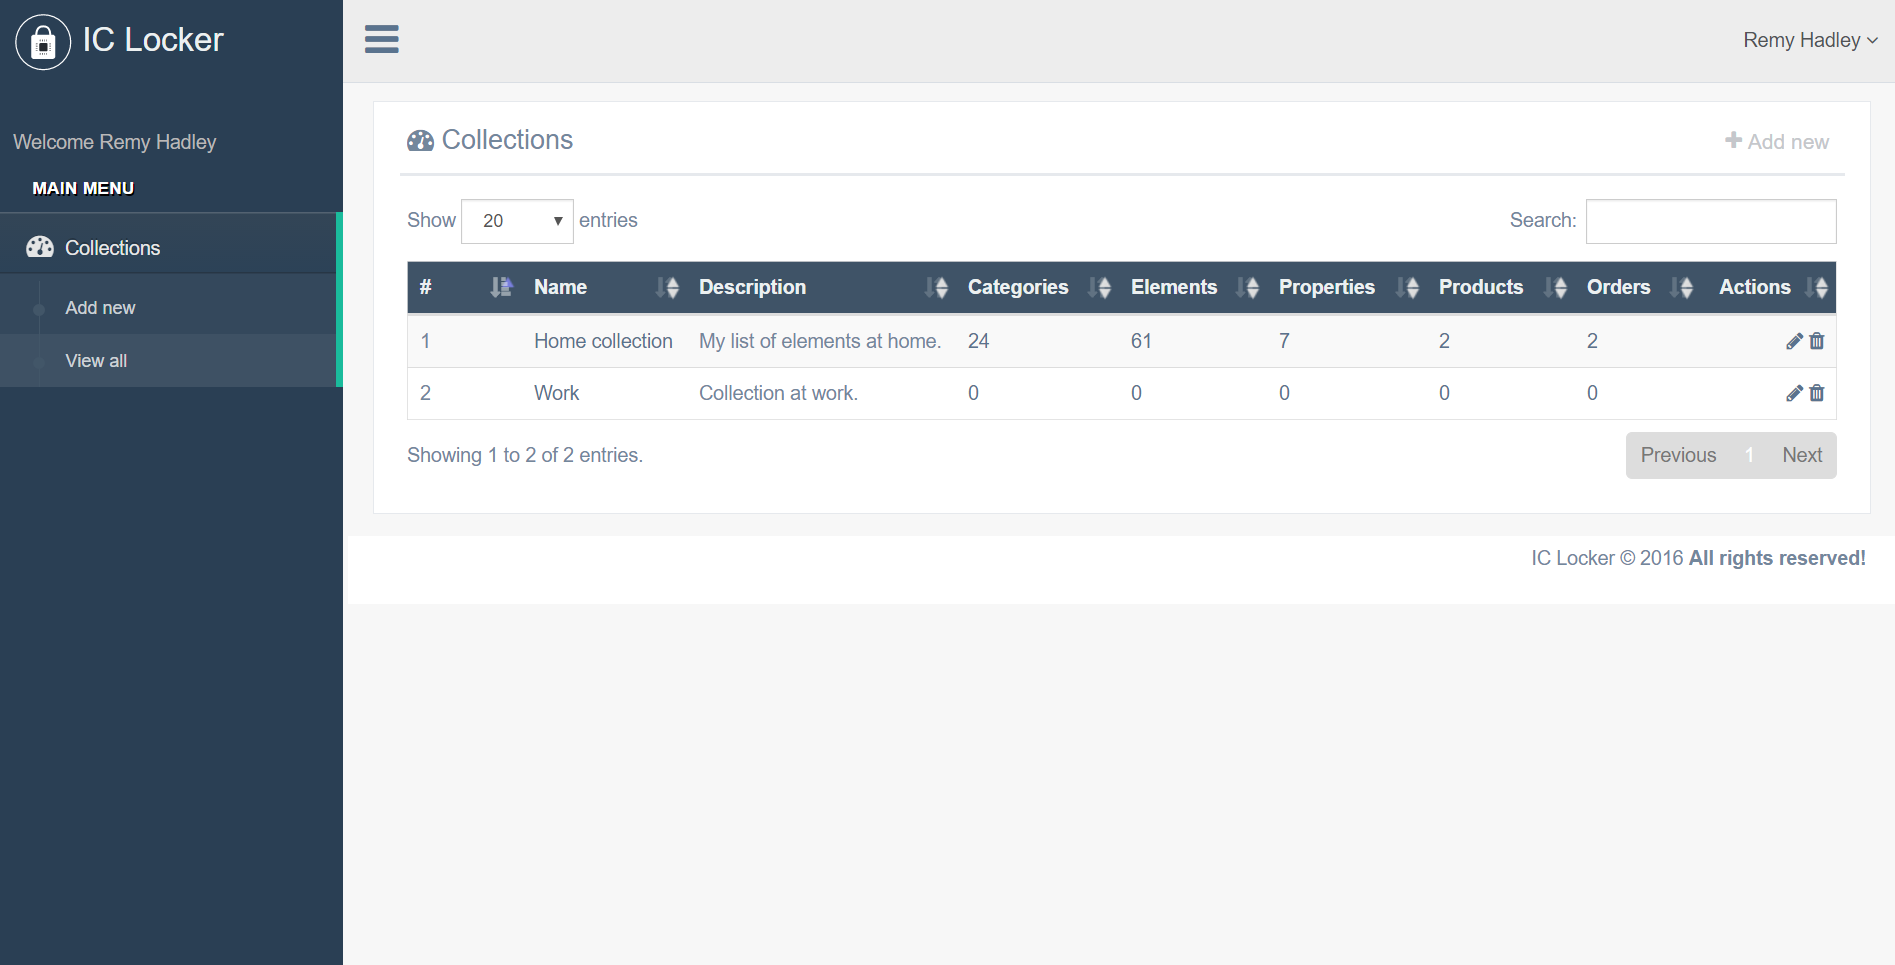 IC Locker
Remy Hadley
Welcome Remy Hadley
MAIN MENU
Collections
Add new
View all
Collections
Add new
Show 20 entries
Search:
# Name Description Categories Elements Properties Products Orders Actions
1 Home collection My list of elements at home. 24 61 7 2 2
2 Work Collection at work. 0 0 0 0 0
Showing 1 to 2 of 2 entries.
Previous 1 Next
IC Locker © 2016 All rights reserved!